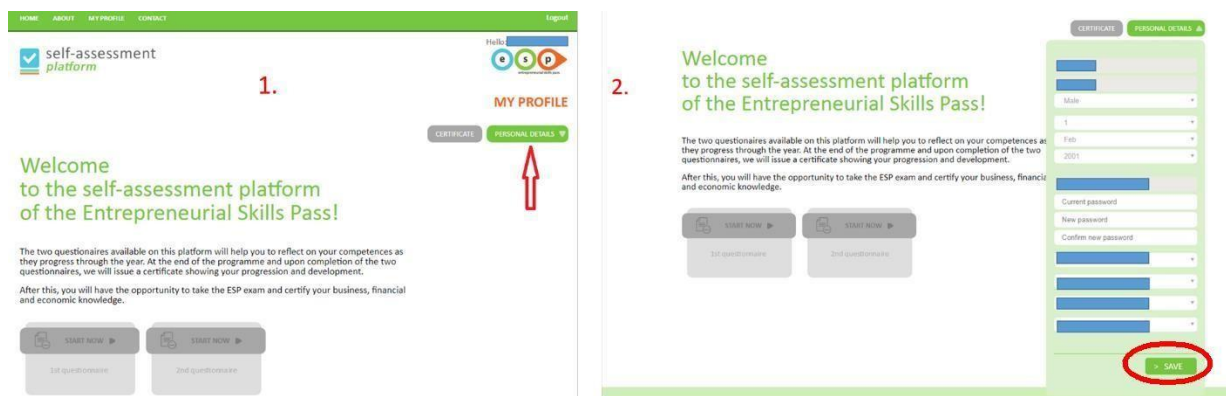 HOME ABOUT MY PROFILE CONTACT Logout
self-assessment
platform
Hello:
e s p
entrepreneurial skills pass
1.
MY PROFILE
CERTIFICATE PERSONAL DETAILS
Welcome
to the self-assessment platform
of the Entrepreneurial Skills Pass!
The two questionaires available on this platform will help you to reflect on your competences as
they progress through the year. At the end of the programme and upon completion of the two
questionnaires, we will issue a certificate showing your progression and development.
After this, you will have the opportunity to take the ESP exam and certify your business, financial
and economic knowledge.
START NOW START NOW
1st questionnaire 2nd questionnaire
2.
CERTIFICATE PERSONAL DETAILS
Welcome
to the self-assessment platform
of the Entrepreneurial Skills Pass!
The two questionaires available on this platform will help you to reflect on your competences as
they progress through the year. At the end of the programme and upon completion of the two
questionnaires, we will issue a certificate showing your progression and development.
After this, you will have the opportunity to take the ESP exam and certify your business, financia
and economic knowledge.
START NOW START NOW
1st questionnaire 2nd questionnaire
Male
1
Feb
2001
Current password
New password
Confirm new password
> SAVE